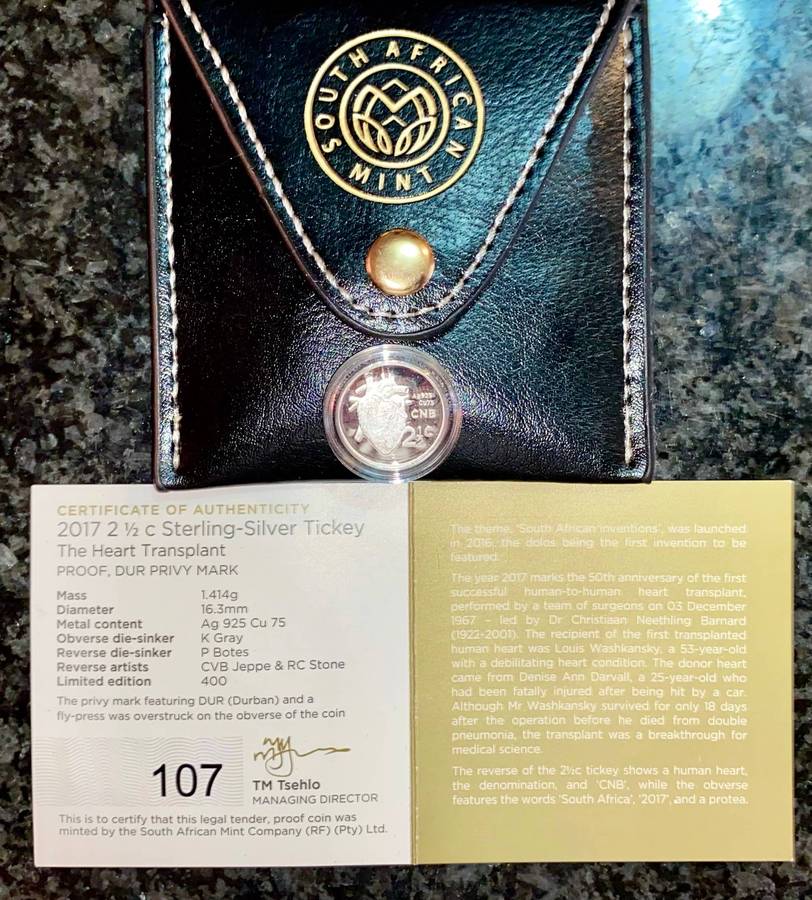 SOUTH AFRICAN MINT
Ag925
Cu75
CNB
2½c
CERTIFICATE OF AUTHENTICITY
2017 2 ½ c Sterling-Silver Tickey
The Heart Transplant
PROOF, DUR PRIVY MARK
Mass 1.414g
Diameter 16.3mm
Metal content Ag 925 Cu 75
Obverse die-sinker K Gray
Reverse die-sinker P Botes
Reverse artists CVB Jeppe & RC Stone
Limited edition 400
The privy mark featuring DUR (Durban) and a
fly-press was overstruck on the obverse of the coin
107
TM Tsehlo
MANAGING DIRECTOR
This is to certify that this legal tender, proof coin was
minted by the South African Mint Company (RF) (Pty) Ltd.
The theme, 'South African inventions', was launched
in 2016, the dolos being the first invention to be
featured.
The year 2017 marks the 50th anniversary of the first
successful human-to-human heart transplant,
performed by a team of surgeons on 03 December
1967 – led by Dr Christiaan Neethling Barnard
(1922-2001). The recipient of the first transplanted
human heart was Louis Washkansky, a 53-year-old
with a debilitating heart condition. The donor heart
came from Denise Ann Darvall, a 25-year-old who
had been fatally injured after being hit by a car.
Although Mr Washkansky survived for only 18 days
after the operation before he died from double
pneumonia, the transplant was a breakthrough for
medical science.
The reverse of the 2½c tickey shows a human heart,
the denomination, and 'CNB', while the obverse
features the words 'South Africa', '2017', and a protea.